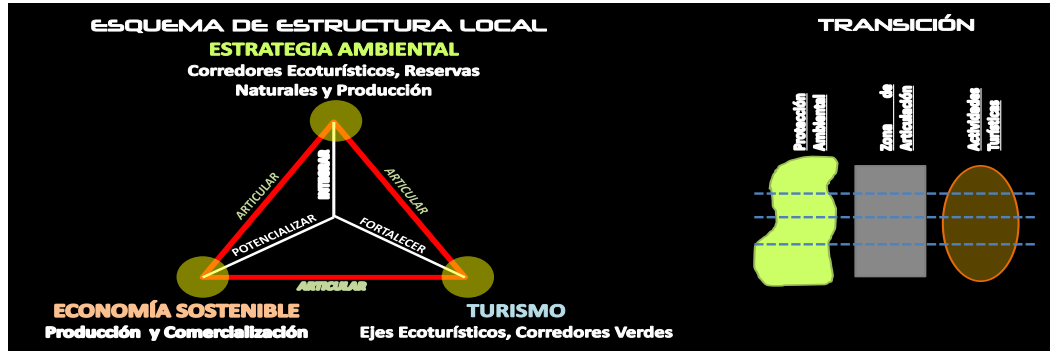 ESQUEMA DE ESTRUCTURA LOCAL
ESTRATEGIA AMBIENTAL
Corredores Ecoturísticos, Reservas
Naturales y Producción
INTEGRAR
ARTICULAR
ARTICULAR
POTENCIALIZAR
FORTALECER
ARTICULAR
ECONOMÍA SOSTENIBLE
Producción y Comercialización
TURISMO
Ejes Ecoturísticos, Corredores Verdes
TRANSICIÓN
Protección
Ambiental
Zona de
Articulación
Actividades
Turísticas